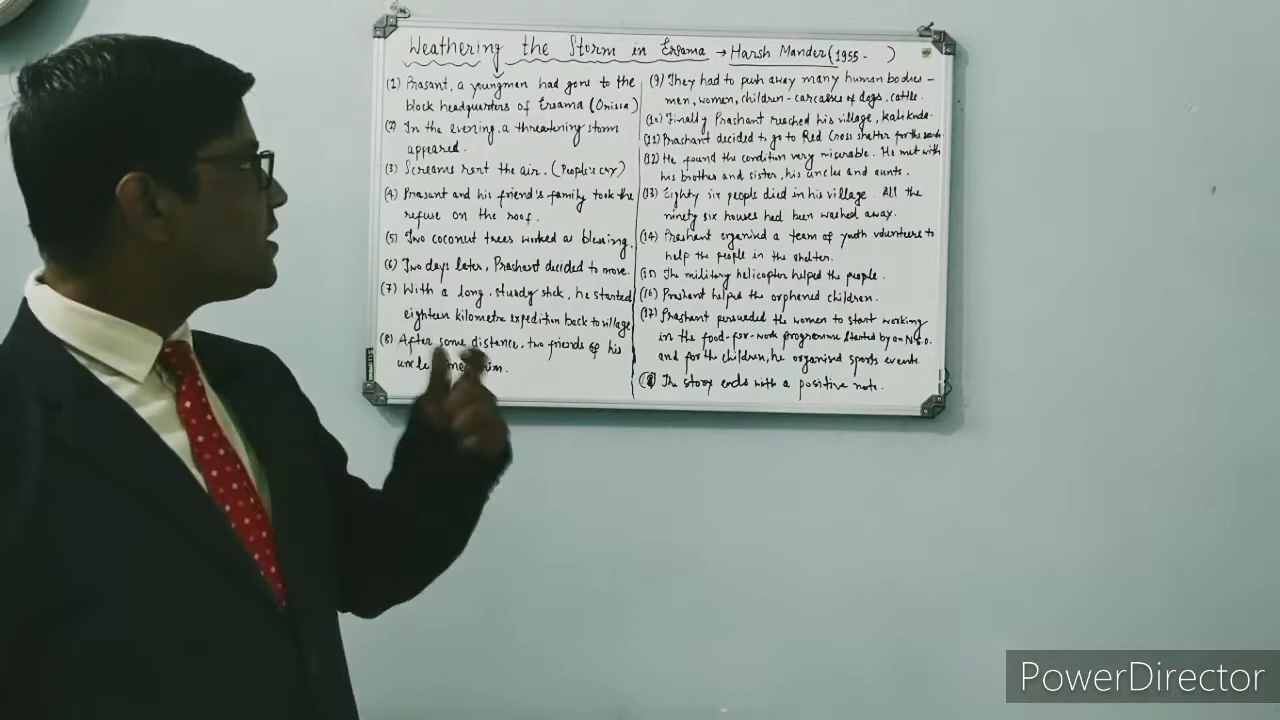 Weathering the Storm in Ersama → Harsh Mander (1955 - )
(1) Prasant, a youngman had gone to the
block headquarters of Ersama (Orissa)
(2) In the evening, a threatening storm
appeared.
(3) Screams rent the air. (People's cry)
(4) Prasant and his friend's family took the
refuse on the roof.
(5) Two coconut trees worked as blessing.
(6) Two days later, Prashant decided to move.
(7) With a long, sturdy stick, he started
eighteen kilometre expedition back to village
(8) After some distance, two friends of his
uncle him.
(9) They had to push away many human bodies -
men, women, children - carcasses of dogs, cattle.
(10) Finally Prashant reached his village, Kalikuda.
(11) Prashant decided to go to Red Cross shelter for the
(12) He found the condition very miserable. He met with
his brother and sister, his uncle and aunts.
(13) Eighty six people died in his village. All the
ninety six houses had been washed away.
(14) Prashant organised a team of youth volunteers to
help the people in the shelter.
(15) The military helicopter helped the people.
(16) Prashant helped the orphaned children.
(17) Prashant persuaded the women to start working
in the food-for-work programme started by an N.G.O.
and for the children, he organised sports events.
(18) The story ends with a positive note.
PowerDirector